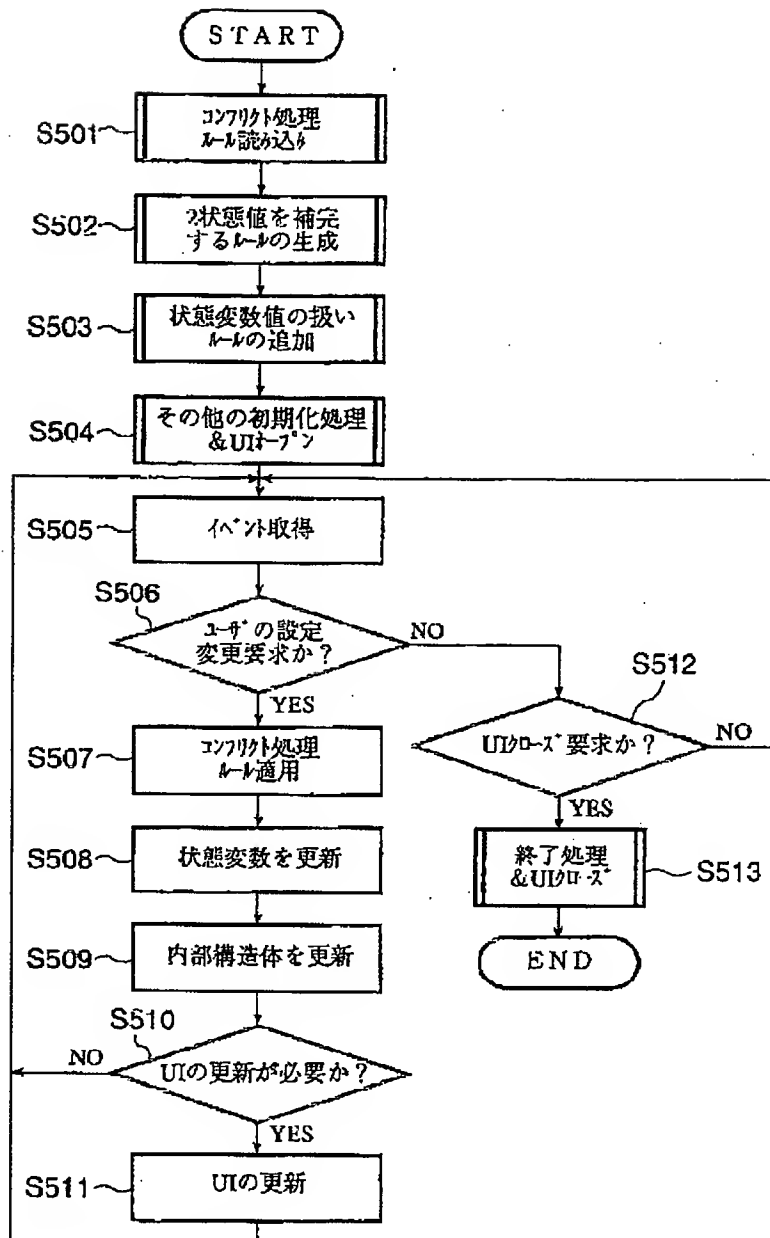 START
S501
コンフリクト処理
ルール読み込み
S502
2状態値を補完
するルールの生成
S503
状態変数値の扱い
ルールの追加
S504
その他の初期化処理
&UIオープン
S505
イベント取得
S506
ユーザの設定
変更要求か?
NO
YES
S512
UIクローズ要求か?
NO
YES
S507
コンフリクト処理
ルール適用
S508
状態変数を更新
S513
終了処理
&UIクローズ
END
S509
内部構造体を更新
S510
UIの更新が必要か?
NO
YES
S511
UIの更新